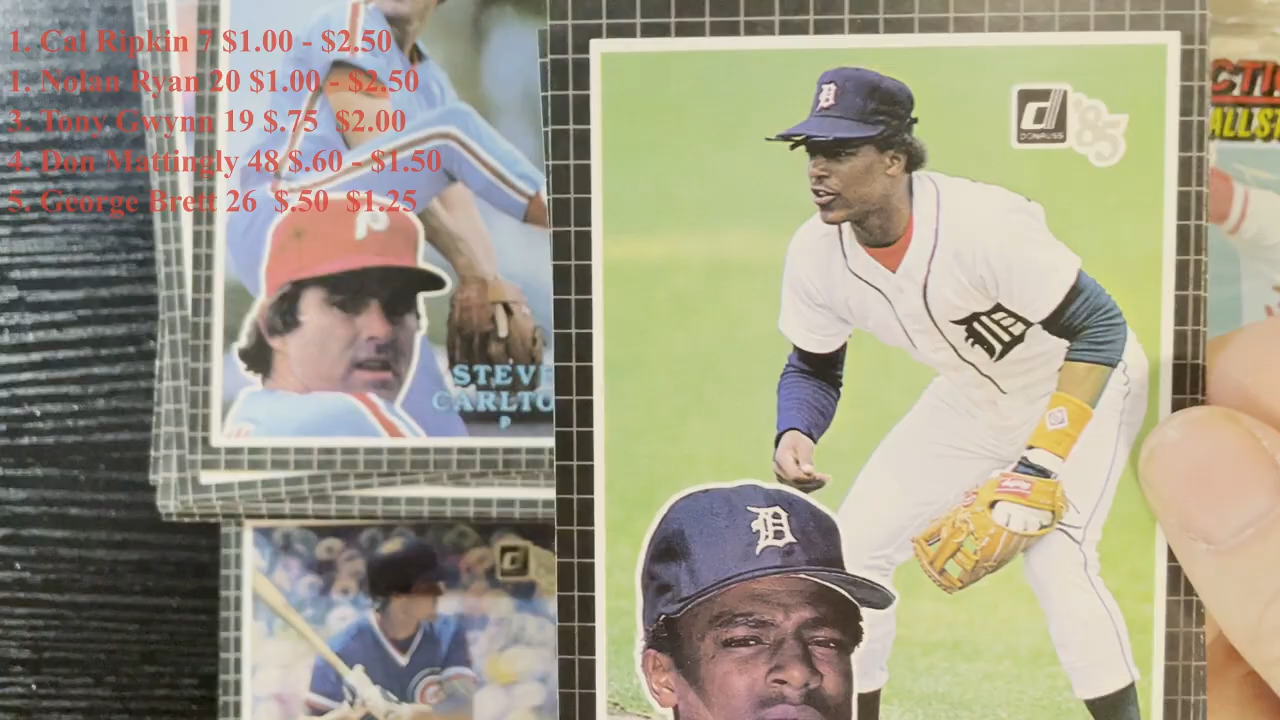 1. Cal Ripkin 7 $1.00 - $2.50
1. Nolan Ryan 20 $1.00 - $2.50
3. Tony Gwynn 19 $.75  $2.00
4. Don Mattingly 48 $.60 - $1.50
5. George Brett 26  $.50  $1.25
d
DONRUSS
'85
D
P
STEVE
CARLTO
P
D